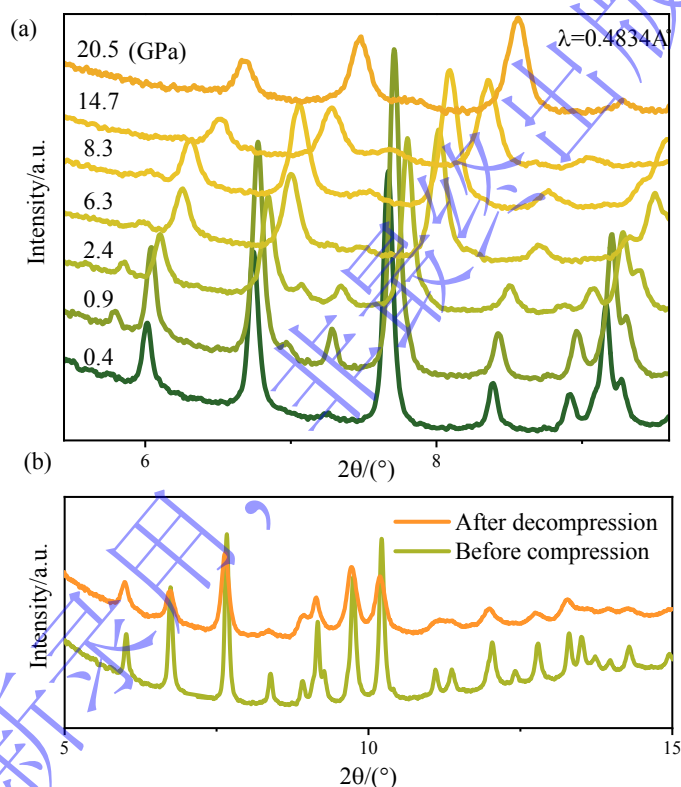 (a)
λ=0.4834Å
20.5 (GPa)
14.7
8.3
6.3
2.4
0.9
0.4
Intensity/a.u.
6
8
2θ/(°)
(b)
After decompression
Before compression
Intensity/a.u.
5
10
15
2θ/(°)